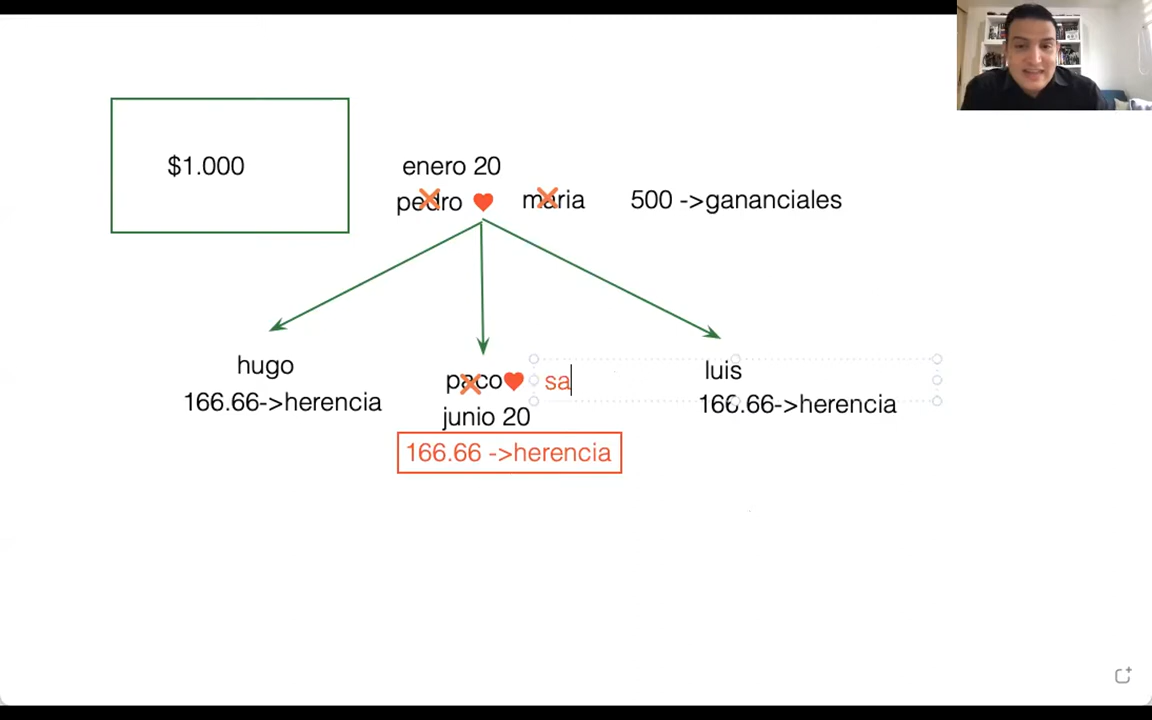 $1.000
enero 20
pedro maria 500 ->gananciales
hugo
166.66->herencia
paco sa
junio 20
166.66 ->herencia
luis
166.66->herencia